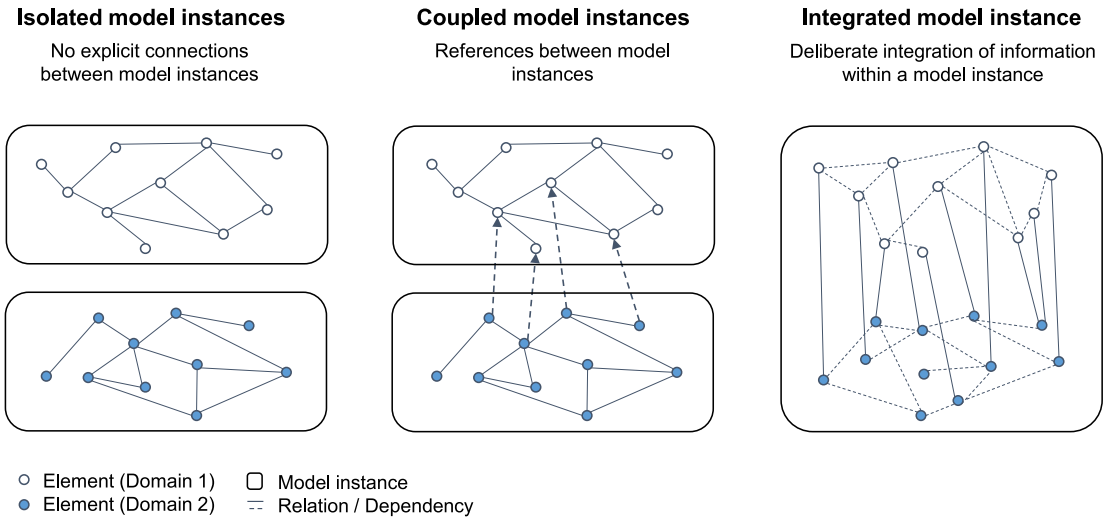 Isolated model instances
No explicit connections
between model instances
Coupled model instances
References between model
instances
Integrated model instance
Deliberate integration of information
within a model instance
Element (Domain 1)
Element (Domain 2)
Model instance
Relation / Dependency